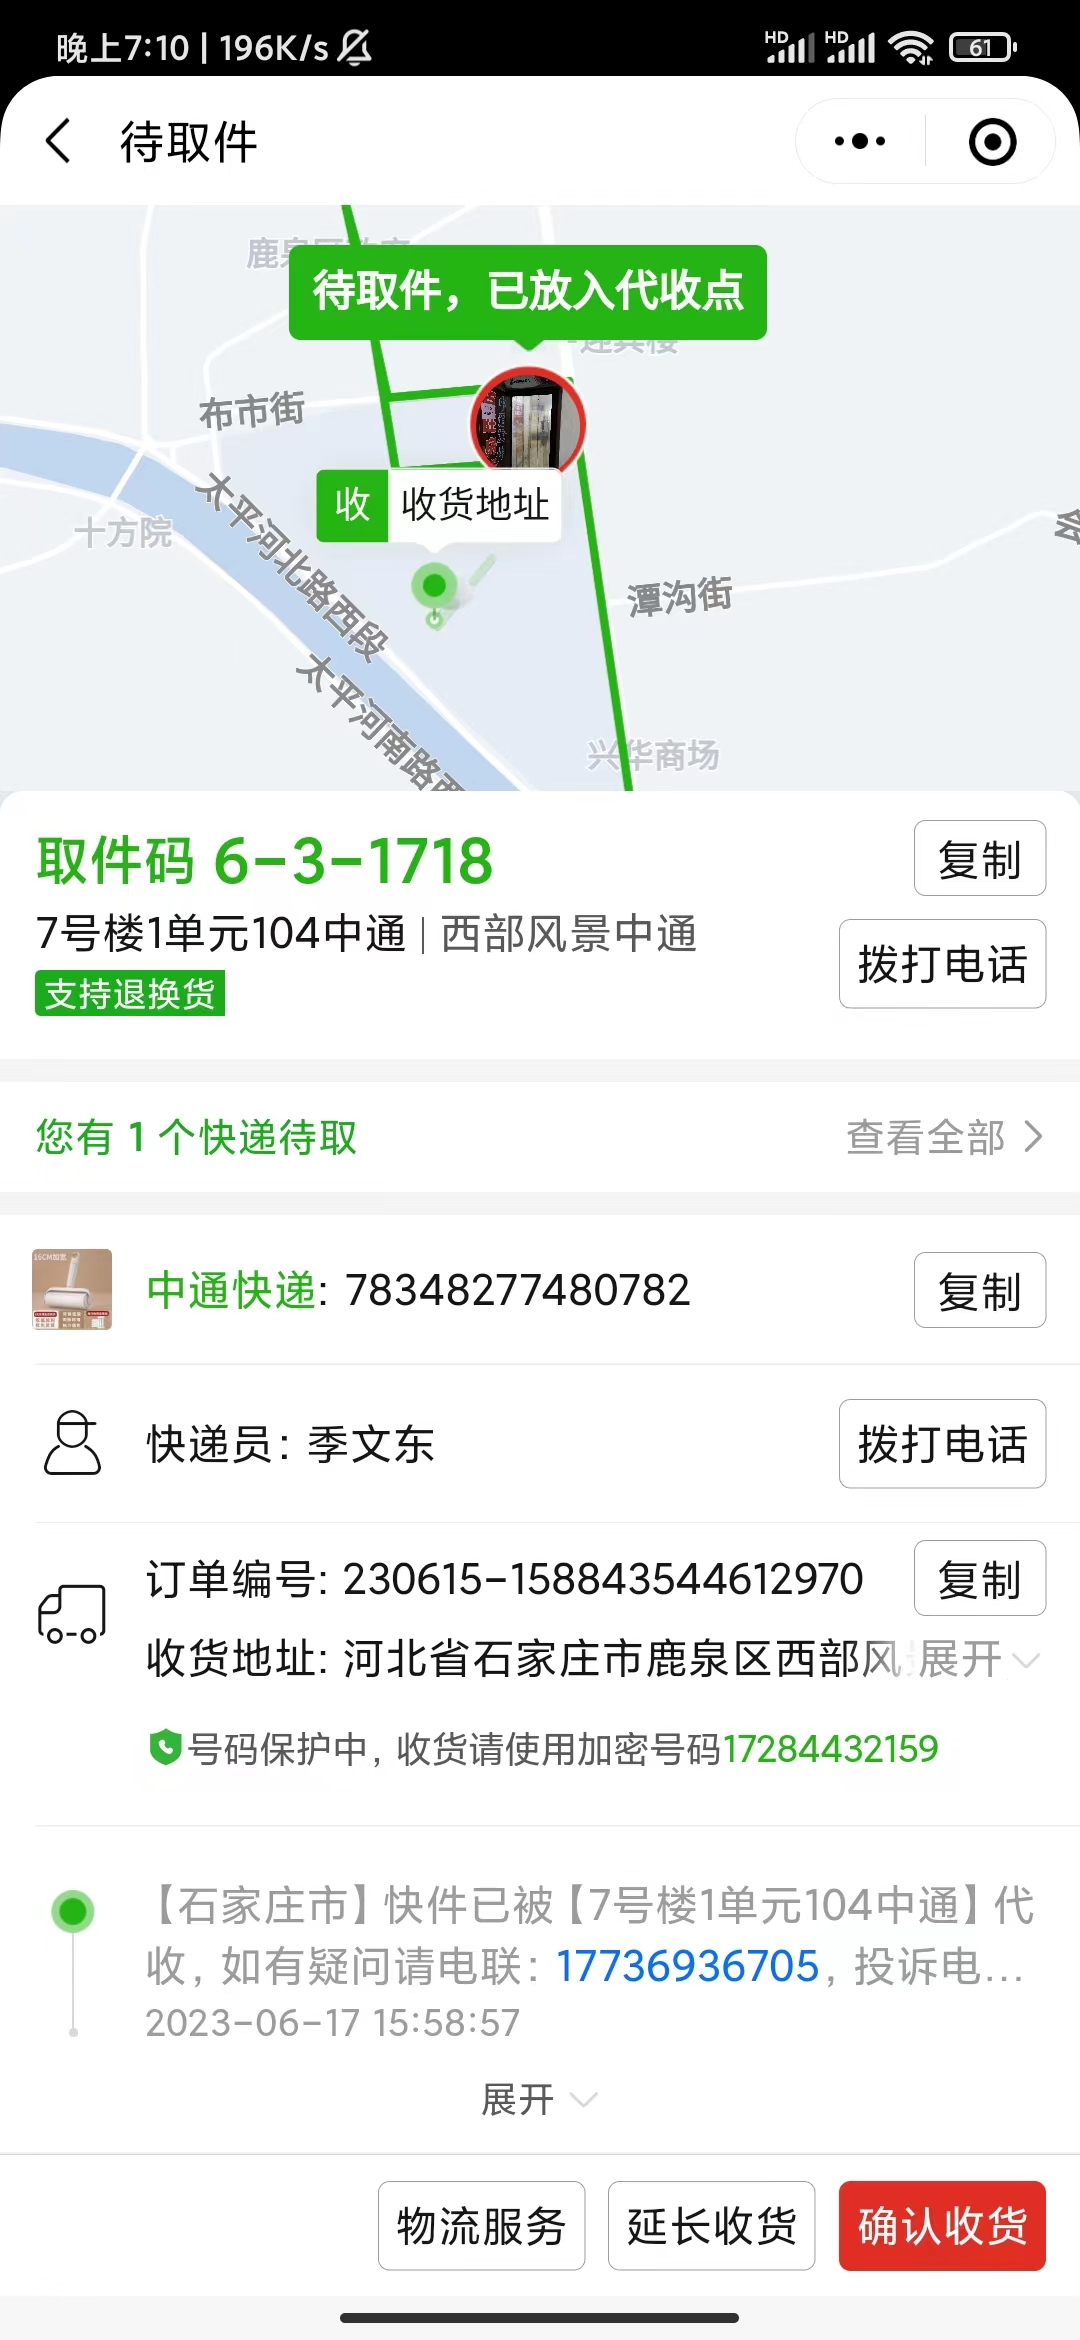 晚上7:10 | 196K/s
HD HD 61
待取件
待取件，已放入代收点
布市街
收 收货地址
十方院
太平河北路西段
潭沟街
太平河南路西
兴华商场
取件码 6-3-1718
复制
7号楼1单元104中通 | 西部风景中通
拨打电话
支持退换货
您有 1 个快递待取
查看全部
16CM加宽
中通快递: 78348277480782
复制
快递员: 季文东
拨打电话
订单编号: 230615-158843544612970
复制
收货地址: 河北省石家庄市鹿泉区西部风
展开
号码保护中, 收货请使用加密号码17284432159
【石家庄市】快件已被【7号楼1单元104中通】代
收, 如有疑问请电联: 17736936705, 投诉电...
2023-06-17 15:58:57
展开
物流服务
延长收货
确认收货